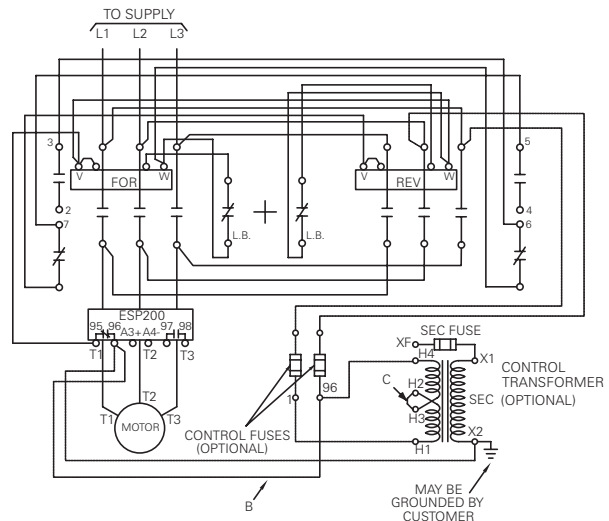 TO SUPPLY
L1 L2 L3
3
5
V W
FOR
V W
REV
2
7
4
6
L.B.
L.B.
ESP200
95 96 A3+ A4- 97 98
T1 T2 T3
T2
T1 T3
MOTOR
SEC FUSE
XF
H4
X1
CONTROL
TRANSFORMER
(OPTIONAL)
C
H2
H3
SEC
1
96
X2
H1
CONTROL FUSES
(OPTIONAL)
B
MAY BE
GROUNDED BY
CUSTOMER